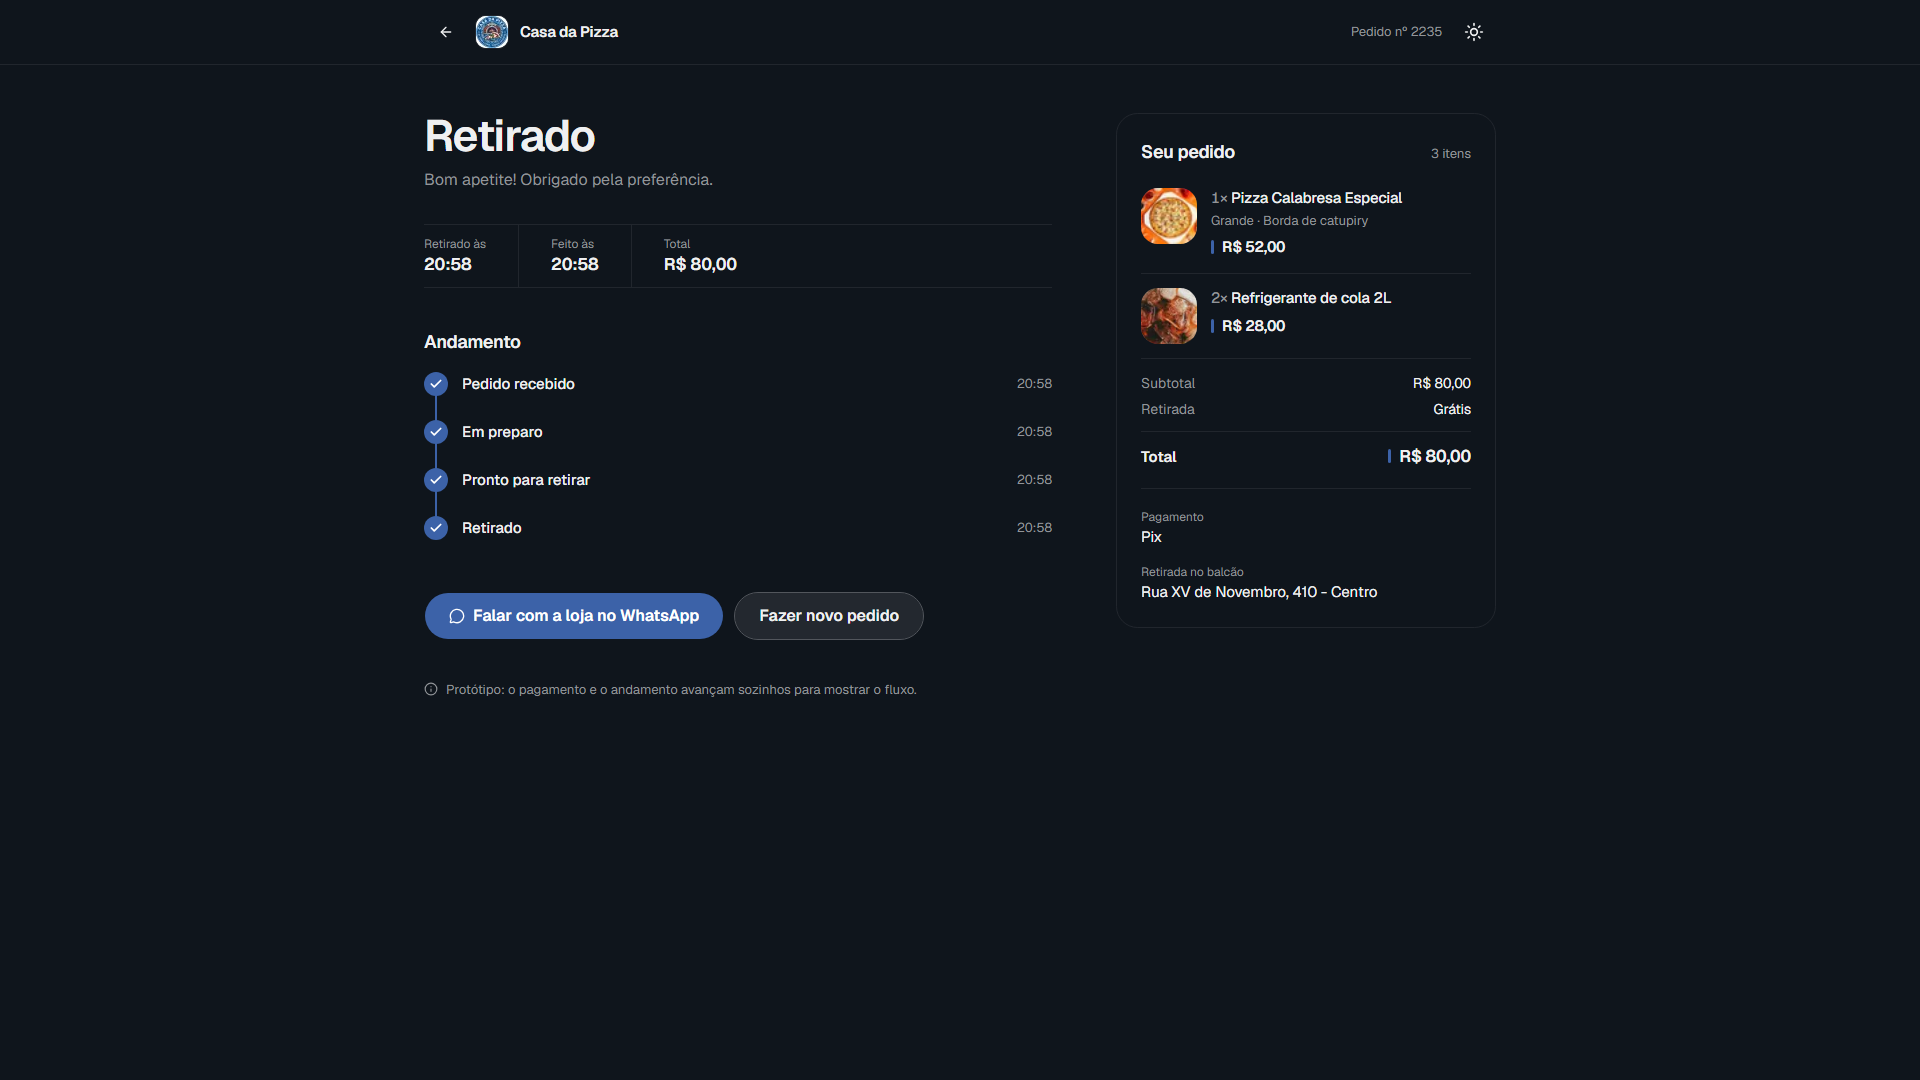 Casa da Pizza
Pedido nº 2235
Retirado
Bom apetite! Obrigado pela preferência.
Retirado às
20:58
Feito às
20:58
Total
R$ 80,00
Andamento
Pedido recebido 20:58
Em preparo 20:58
Pronto para retirar 20:58
Retirado 20:58
Falar com a loja no WhatsApp
Fazer novo pedido
Protótipo: o pagamento e o andamento avançam sozinhos para mostrar o fluxo.
Seu pedido 3 itens
1× Pizza Calabresa Especial
Grande · Borda de catupiry
R$ 52,00
2× Refrigerante de cola 2L
R$ 28,00
Subtotal R$ 80,00
Retirada Grátis
Total R$ 80,00
Pagamento
Pix
Retirada no balcão
Rua XV de Novembro, 410 - Centro